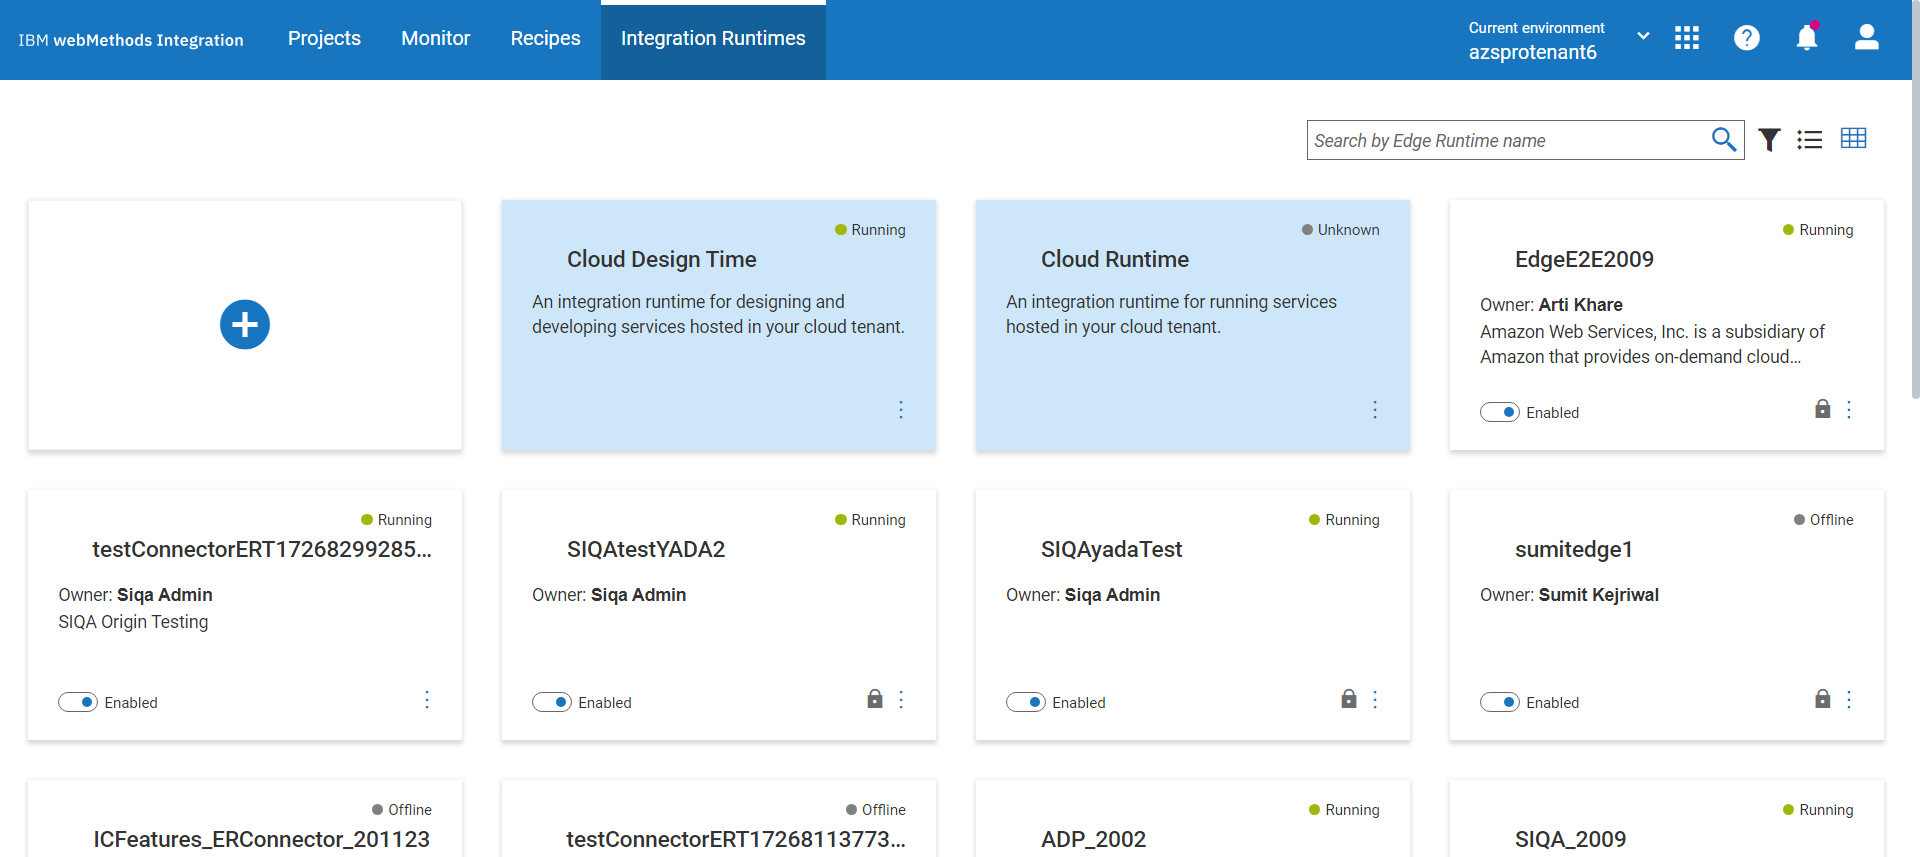 IBM webMethods Integration
Projects
Monitor
Recipes
Integration Runtimes
Current environment
azsprotenant6
Search by Edge Runtime name
Running
Cloud Design Time
An integration runtime for designing and
developing services hosted in your cloud tenant.
Unknown
Cloud Runtime
An integration runtime for running services
hosted in your cloud tenant.
Running
EdgeE2E2009
Owner: Arti Khare
Amazon Web Services, Inc. is a subsidiary of
Amazon that provides on-demand cloud...
Enabled
Running
testConnectorERT17268299285...
Owner: Siqa Admin
SIQA Origin Testing
Enabled
Running
SIQAtestYADA2
Owner: Siqa Admin
Enabled
Running
SIQAyadaTest
Owner: Siqa Admin
Enabled
Offline
sumitedge1
Owner: Sumit Kejriwal
Enabled
Offline
ICFeatures_ERConnector_201123
Offline
testConnectorERT17268113773...
Running
ADP_2002
Running
SIQA_2009